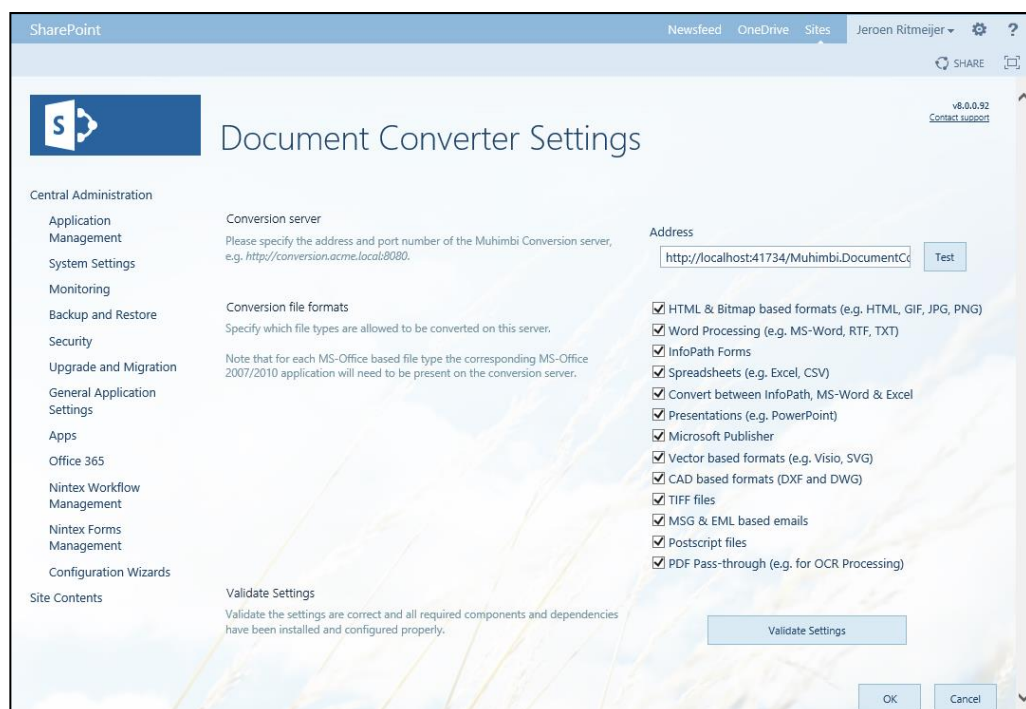 SharePoint
Newsfeed OneDrive Sites Jeroen Ritmeijer ?
SHARE
S
v8.0.0.92
Contact support
Document Converter Settings
Central Administration
Application
Management
System Settings
Monitoring
Backup and Restore
Security
Upgrade and Migration
General Application
Settings
Apps
Office 365
Nintex Workflow
Management
Nintex Forms
Management
Configuration Wizards
Site Contents
Conversion server
Please specify the address and port number of the Muhimbi Conversion server,
e.g. http://conversion.acme.local:8080.
Address
http://localhost:41734/Muhimbi.DocumentCo
Test
Conversion file formats
Specify which file types are allowed to be converted on this server.
Note that for each MS-Office based file type the corresponding MS-Office
2007/2010 application will need to be present on the conversion server.
HTML & Bitmap based formats (e.g. HTML, GIF, JPG, PNG)
Word Processing (e.g. MS-Word, RTF, TXT)
InfoPath Forms
Spreadsheets (e.g. Excel, CSV)
Convert between InfoPath, MS-Word & Excel
Presentations (e.g. PowerPoint)
Microsoft Publisher
Vector based formats (e.g. Visio, SVG)
CAD based formats (DXF and DWG)
TIFF files
MSG & EML based emails
Postscript files
PDF Pass-through (e.g. for OCR Processing)
Validate Settings
Validate the settings are correct and all required components and dependencies
have been installed and configured properly.
Validate Settings
OK Cancel